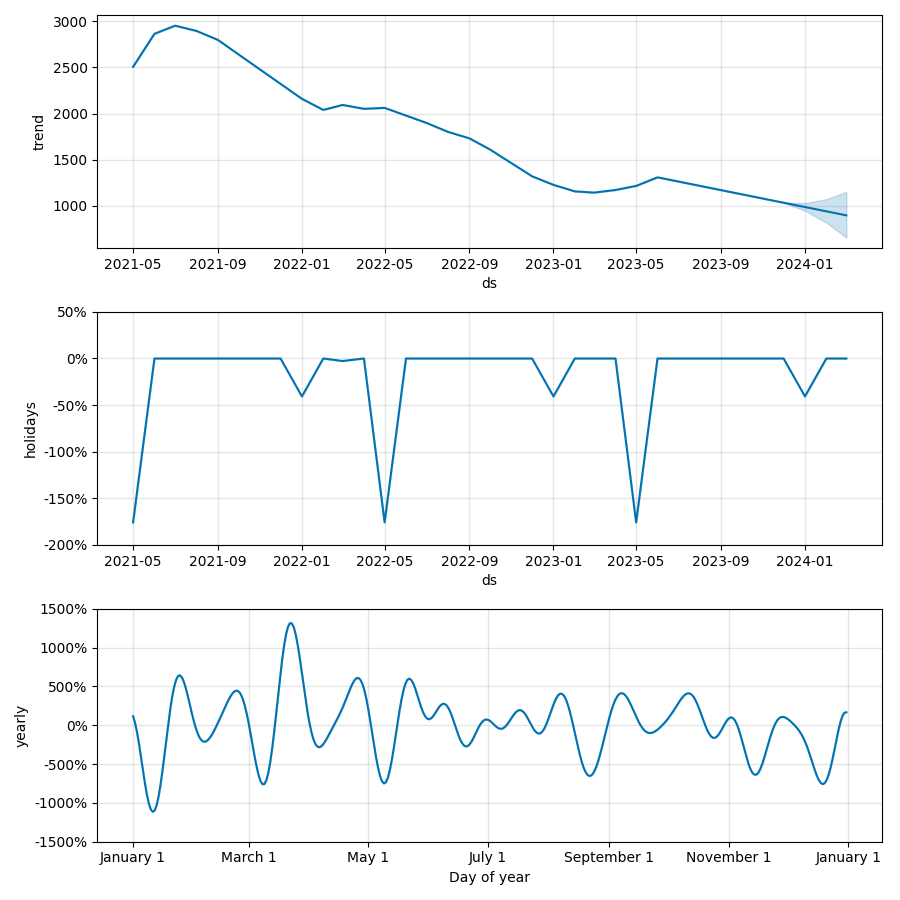 3000
2500
2000
1500
1000
trend
2021-05 2021-09 2022-01 2022-05 2022-09 2023-01 2023-05 2023-09 2024-01
ds
50%
0%
-50%
-100%
-150%
-200%
holidays
2021-05 2021-09 2022-01 2022-05 2022-09 2023-01 2023-05 2023-09 2024-01
ds
1500%
1000%
500%
0%
-500%
-1000%
-1500%
yearly
January 1 March 1 May 1 July 1 September 1 November 1 January 1
Day of year